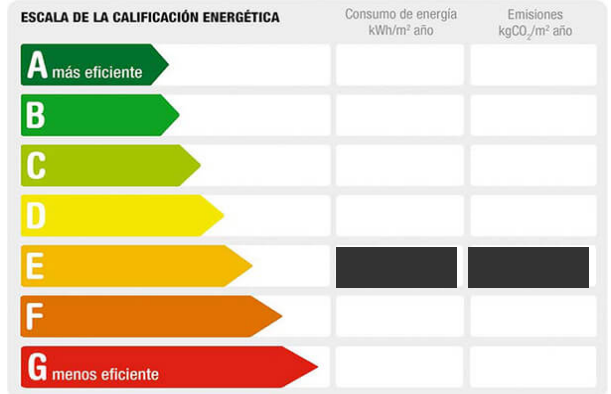 ESCALA DE LA CALIFICACIÓN ENERGÉTICA
Consumo de energía
kWh/m² año
Emisiones
kgCO₂/m² año
A más eficiente
B
C
D
E
F
G menos eficiente